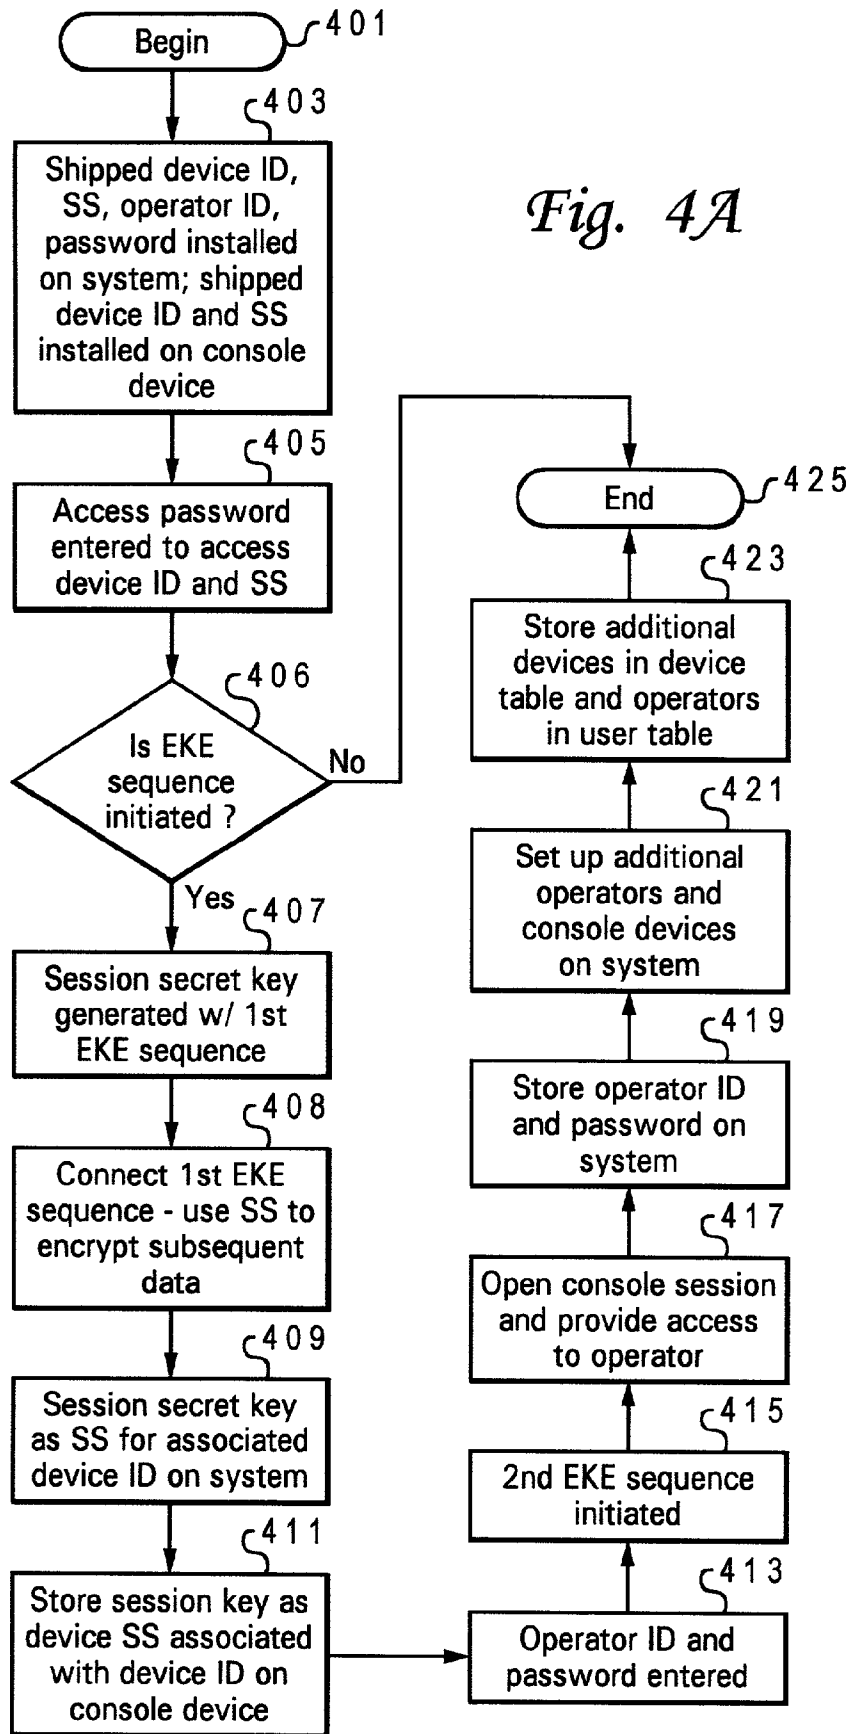 Fig. 4A
Begin
401
403
Shipped device ID,
SS, operator ID,
password installed
on system; shipped
device ID and SS
installed on console
device
405
Access password
entered to access
device ID and SS
406
Is EKE
sequence
initiated ?
No
Yes
407
Session secret key
generated w/ 1st
EKE sequence
408
Connect 1st EKE
sequence - use SS to
encrypt subsequent
data
409
Session secret key
as SS for associated
device ID on system
411
Store session key as
device SS associated
with device ID on
console device
413
Operator ID and
password entered
415
2nd EKE sequence
initiated
417
Open console session
and provide access
to operator
419
Store operator ID
and password on
system
421
Set up additional
operators and
console devices
on system
423
Store additional
devices in device
table and operators
in user table
End
425